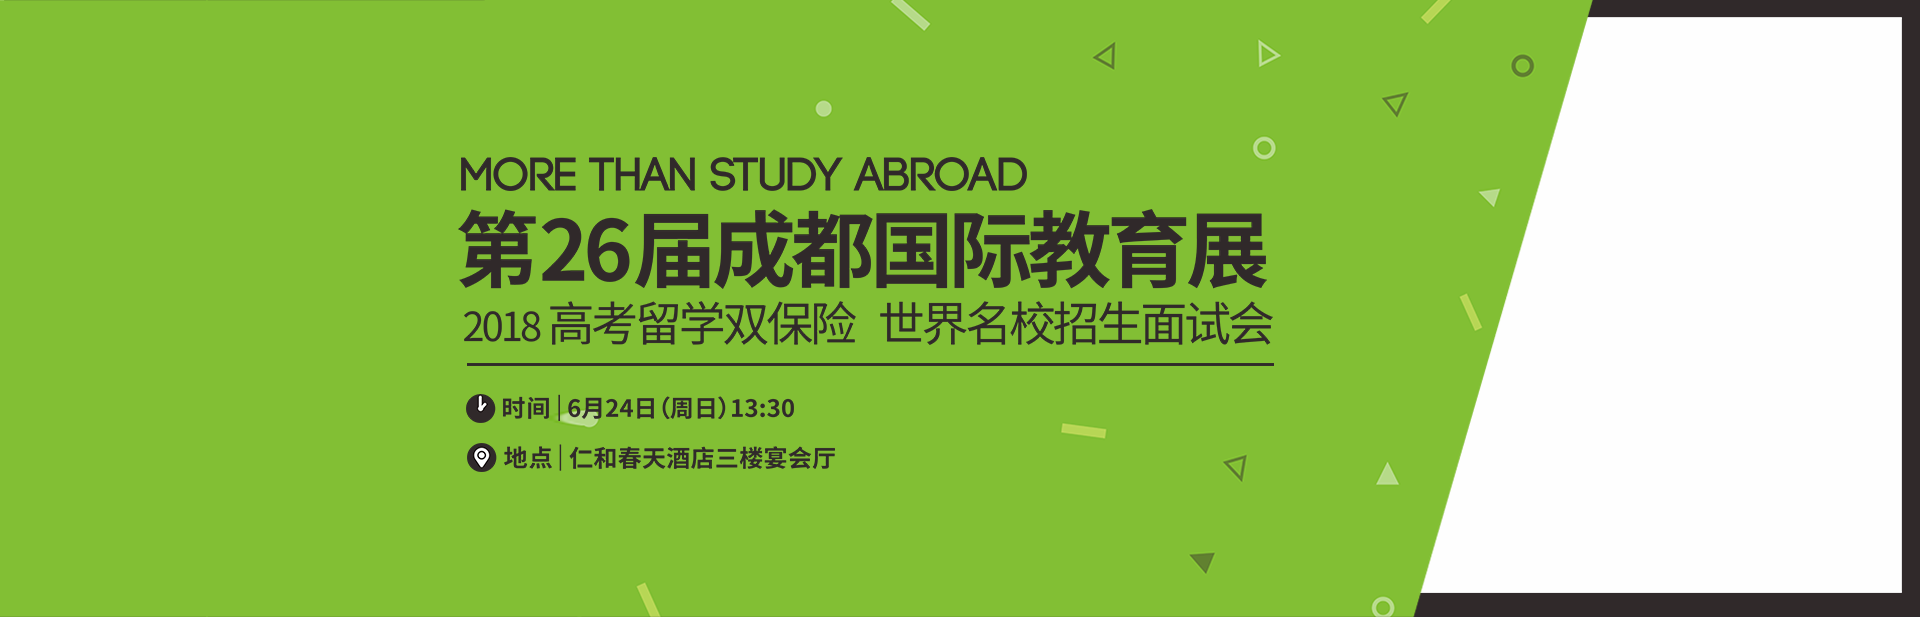 MORE THAN STUDY ABROAD
第26届成都国际教育展
2018 高考留学双保险 世界名校招生面试会
时间 | 6月24日(周日)13:30
地点 | 仁和春天酒店三楼宴会厅